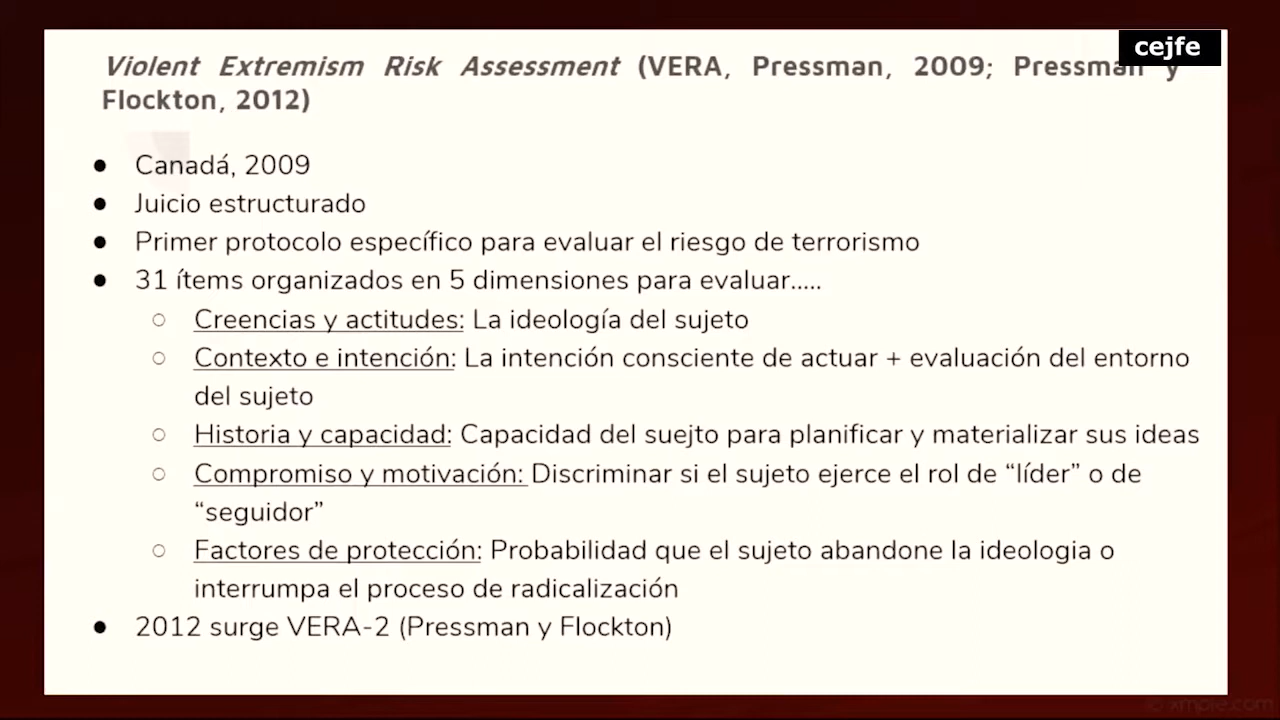 cejfe
Violent Extremism Risk Assessment (VERA, Pressman, 2009; Pressman y
Flockton, 2012)
● Canadá, 2009
● Juicio estructurado
● Primer protocolo específico para evaluar el riesgo de terrorismo
● 31 ítems organizados en 5 dimensiones para evaluar.....
○ Creencias y actitudes: La ideología del sujeto
○ Contexto e intención: La intención consciente de actuar + evaluación del entorno
del sujeto
○ Historia y capacidad: Capacidad del suejto para planificar y materializar sus ideas
○ Compromiso y motivación: Discriminar si el sujeto ejerce el rol de “líder” o de
“seguidor”
○ Factores de protección: Probabilidad que el sujeto abandone la ideologia o
interrumpa el proceso de radicalización
● 2012 surge VERA-2 (Pressman y Flockton)